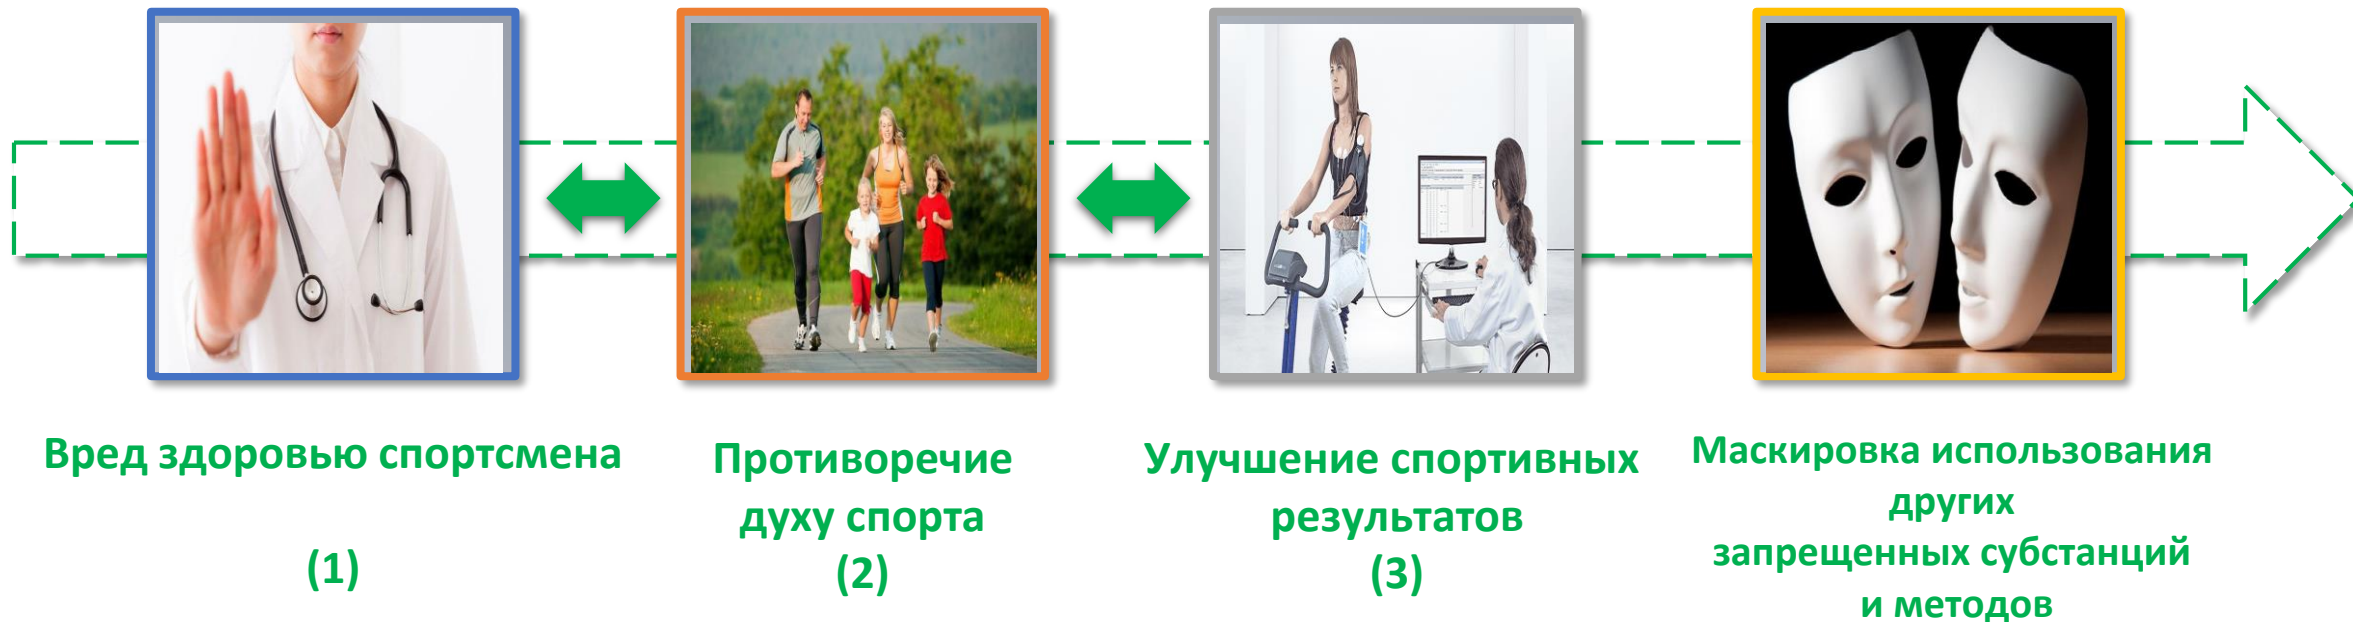 Вред здоровью спортсмена
(1)
Противоречие
духу спорта
(2)
Улучшение спортивных
результатов
(3)
Маскировка использования
других
запрещенных субстанций
и методов